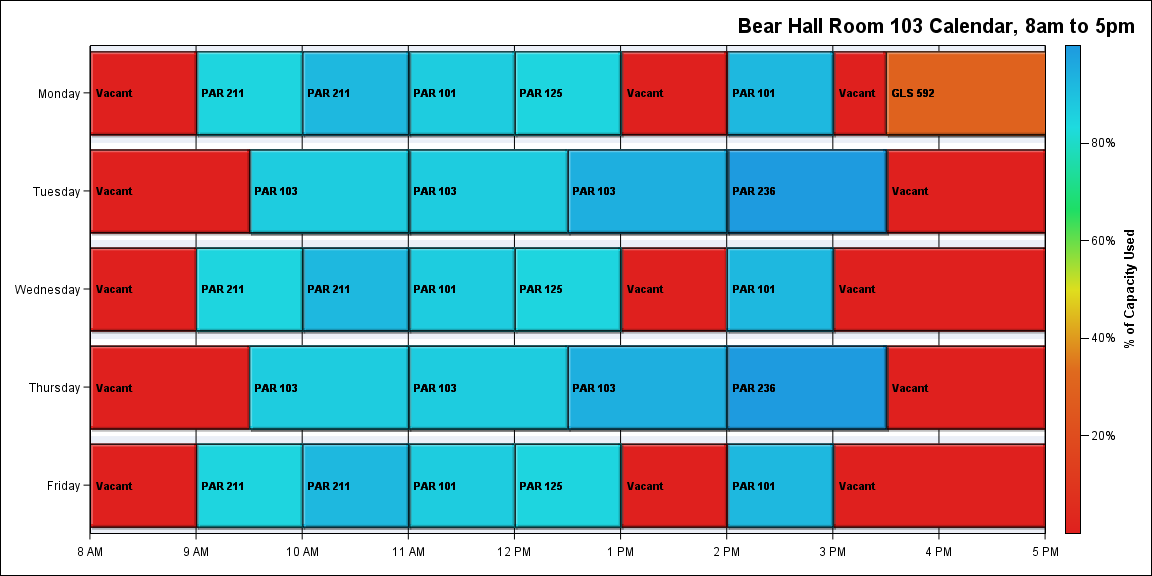 Bear Hall Room 103 Calendar, 8am to 5pm
Monday
Vacant
PAR 211
PAR 211
PAR 101
PAR 125
Vacant
PAR 101
Vacant
GLS 592
Tuesday
Vacant
PAR 103
PAR 103
PAR 103
PAR 236
Vacant
Wednesday
Vacant
PAR 211
PAR 211
PAR 101
PAR 125
Vacant
PAR 101
Vacant
Thursday
Vacant
PAR 103
PAR 103
PAR 103
PAR 236
Vacant
Friday
Vacant
PAR 211
PAR 211
PAR 101
PAR 125
Vacant
PAR 101
Vacant
8 AM
9 AM
10 AM
11 AM
12 PM
1 PM
2 PM
3 PM
4 PM
5 PM
80%
60%
40%
20%
% of Capacity Used